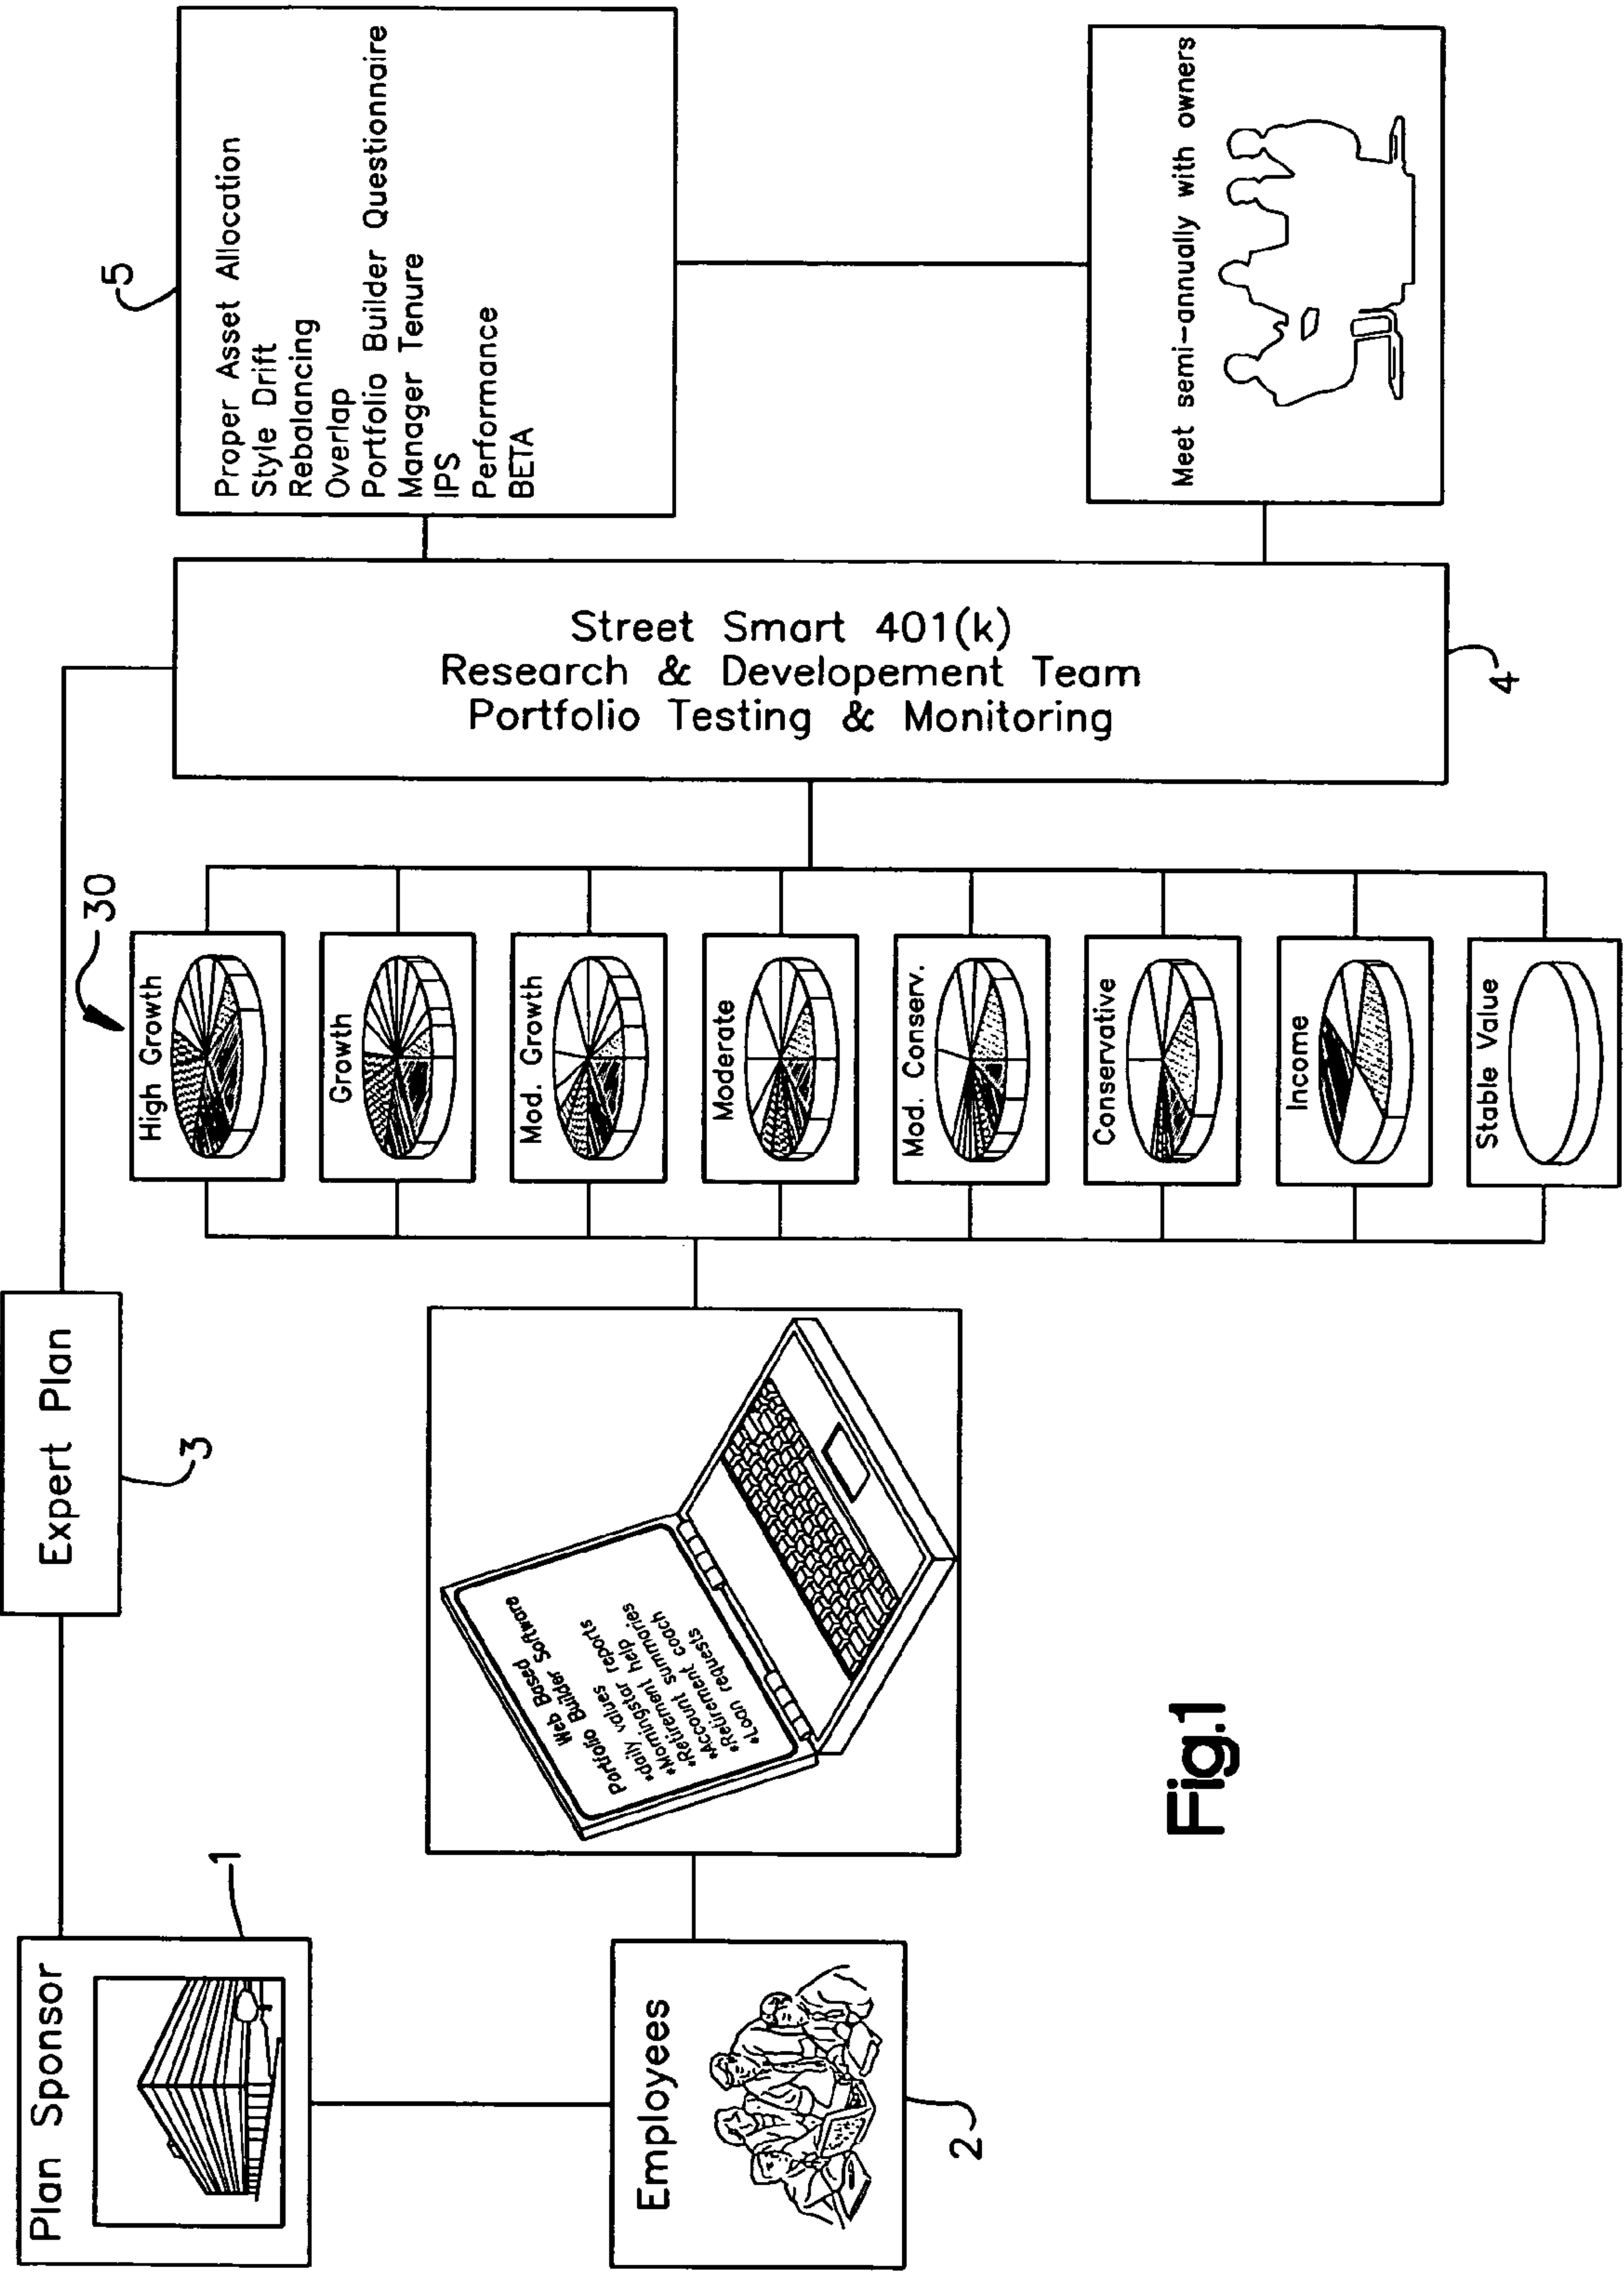 Plan Sponsor
1
Employees
2
Expert Plan
3
Web Based
Portfolio Builder Software
•daily values
•Morningstar reports
•Retirement help
•Account summaries
•Retirement coach
•Loan requests
30
High Growth
Growth
Mod. Growth
Moderate
Mod. Conserv.
Conservative
Income
Stable Value
Street Smart 401(k)
Research & Developement Team
Portfolio Testing & Monitoring
4
5
Proper Asset Allocation
Style Drift
Rebalancing
Overlap
Portfolio Builder Questionnaire
Manager Tenure
IPS
Performance
BETA
Meet semi-annually with owners
Fig.1